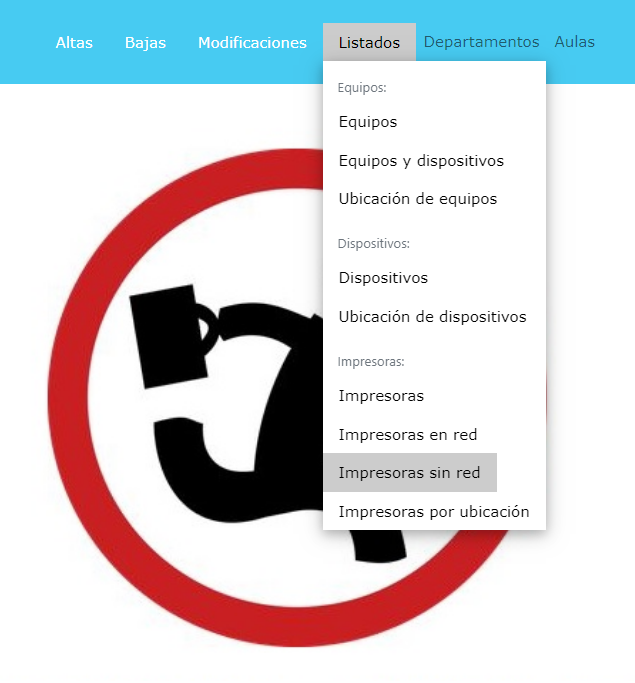 Altas Bajas Modificaciones Listados Departamentos Aulas
Equipos:
Equipos
Equipos y dispositivos
Ubicación de equipos
Dispositivos:
Dispositivos
Ubicación de dispositivos
Impresoras:
Impresoras
Impresoras en red
Impresoras sin red
Impresoras por ubicación